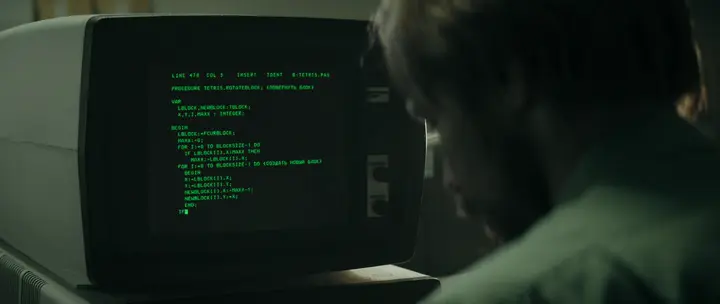 LINE 470 COL 3 INSERT IDENT B:TETRIS.PAS
PROCEDURE TETRIS.ROTATEBLOCK; {ПОВЕРНУТЬ БЛОК}
VAR
LBLOCK,NEWBLOCK:TBLOCK;
X,Y,I,MAXX : INTEGER;
BEGIN
LBLOCK:=FCURBLOCK;
MAXX:=0;
FOR I:=0 TO BLOCKSIZE-1 DO
IF LBLOCK[I].X>MAXX THEN
MAXX:=LBLOCK[I].X;
FOR I:=0 TO BLOCKSIZE-1 DO {СОЗДАТЬ НОВЫЙ БЛОК}
BEGIN
X:=LBLOCK[I].X;
Y:=LBLOCK[I].Y;
NEWBLOCK[I].X:=MAXX-Y;
NEWBLOCK[I].Y:=X;
END;
IF